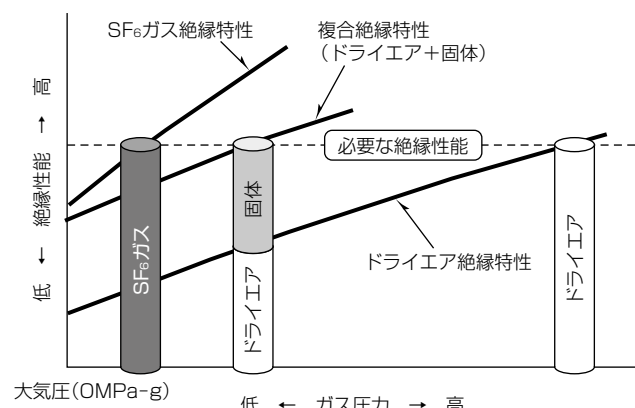 SF₆ガス絶縁特性
複合絶縁特性
(ドライエア+固体)
低 ← 絶縁性能 → 高
必要な絶縁性能
ドライエア絶縁特性
SF₆ガス
固体
ドライエア
ドライエア
大気圧(0MPa-g)
低 ← ガス圧力 → 高